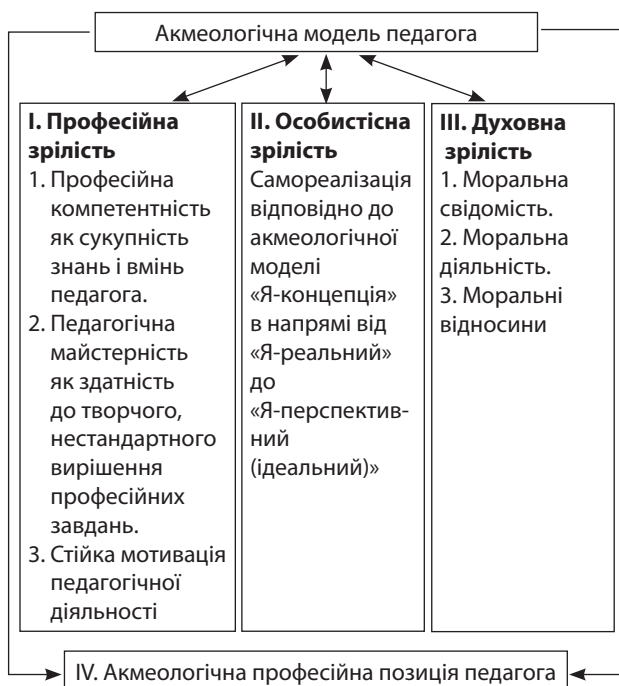 Акмеологічна модель педагога
І. Професійна
зрілість
1. Професійна
компетентність
як сукупність
знань і вмінь
педагога.
2. Педагогічна
майстерність
як здатність
до творчого,
нестандартного
вирішення
професійних
завдань.
3. Стійка мотивація
педагогічної
діяльності
ІІ. Особистісна
зрілість
Самореалізація
відповідно до
акмеологічної
моделі
«Я-концепція»
в напрямі від
«Я-реальний»
до
«Я-перспектив-
ний
(ідеальний)»
ІІІ. Духовна
зрілість
1. Моральна
свідомість.
2. Моральна
діяльність.
3. Моральні
відносини
IV. Акмеологічна професійна позиція педагога